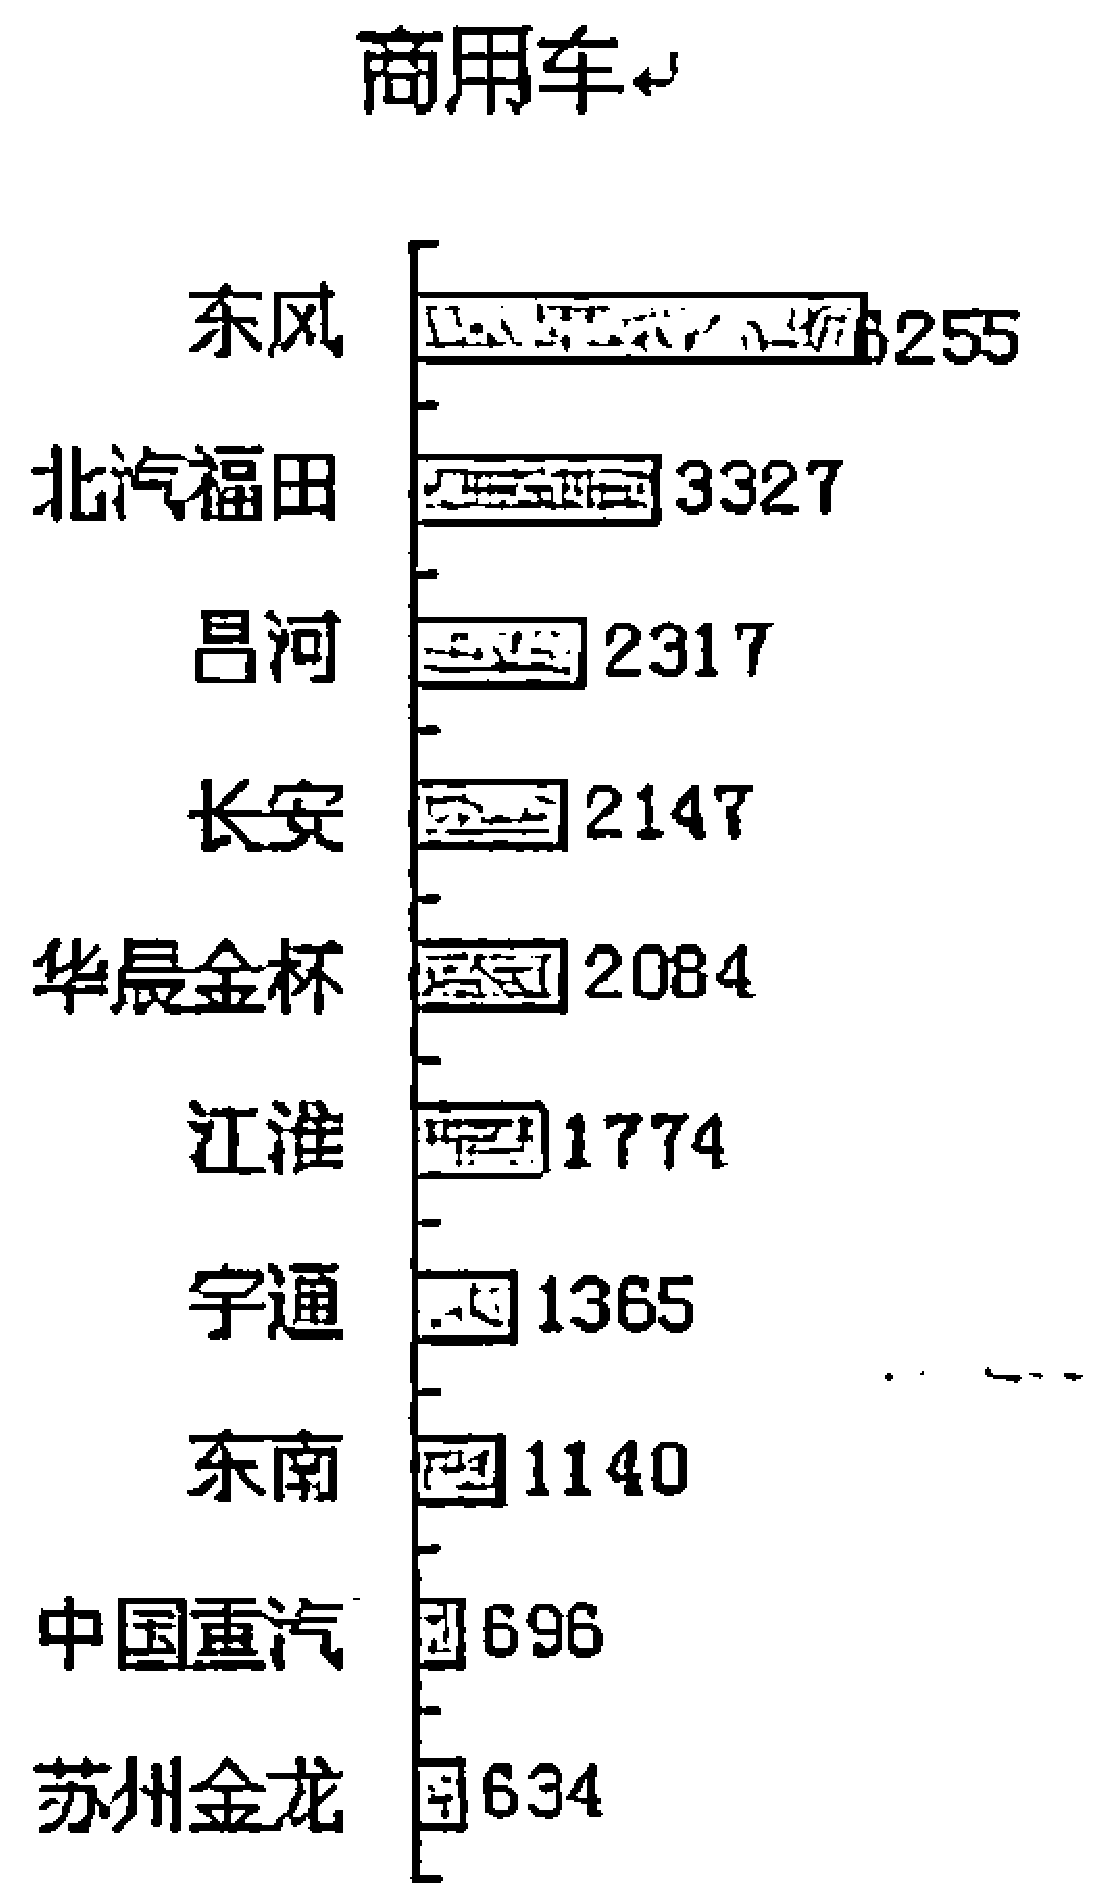 商用车↵
东风 6255
北汽福田 3327
昌河 2317
长安 2147
华晨金杯 2084
江淮 1774
宇通 1365
东南 1140
中国重汽 696
苏州金龙 634